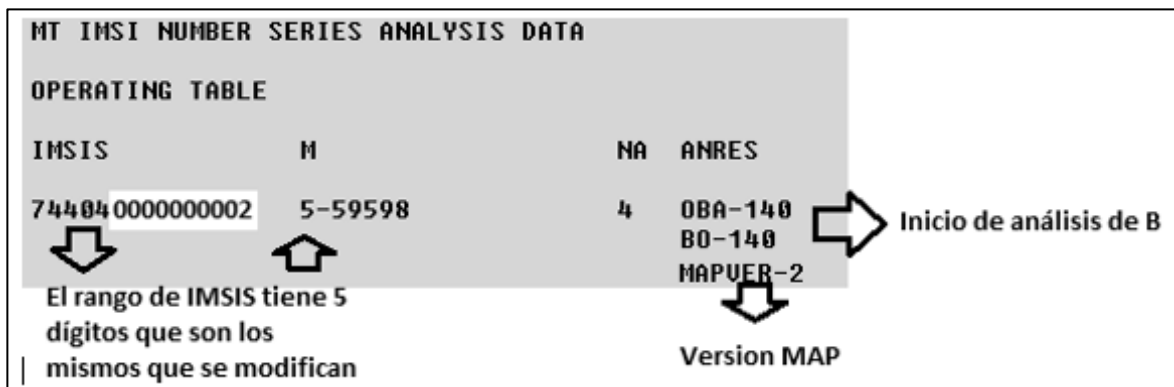 MT IMSI NUMBER SERIES ANALYSIS DATA
OPERATING TABLE
IMSIS M NA ANRES
744040000000002 5-59598 4 OBA-140
BO-140
MAPVER-2
Inicio de análisis de B
El rango de IMSIS tiene 5
dígitos que son los
mismos que se modifican
Version MAP